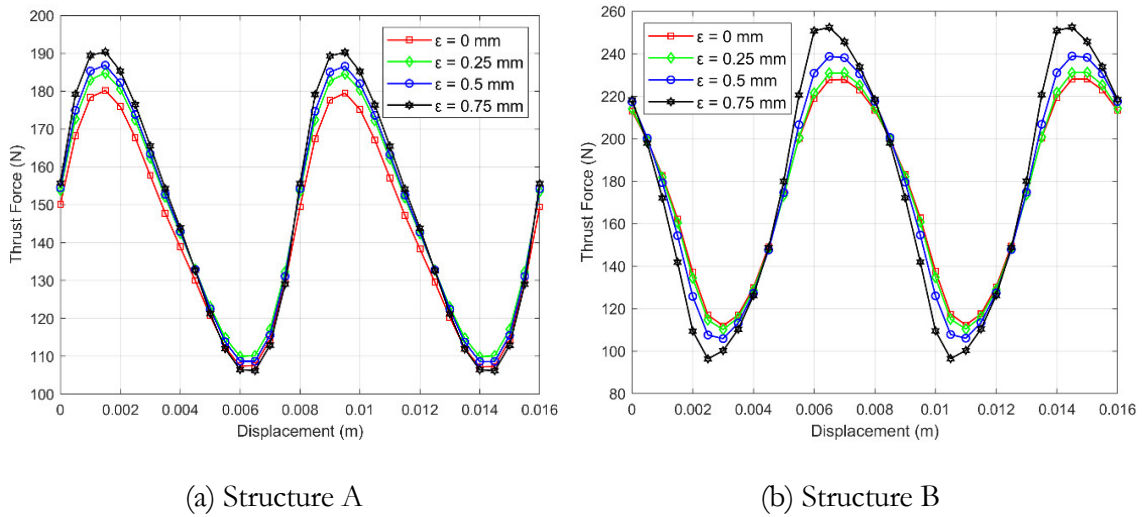 200
190
180
170
160
150
140
130
120
110
100
Thrust Force (N)
ε = 0 mm
ε = 0.25 mm
ε = 0.5 mm
ε = 0.75 mm
0 0.002 0.004 0.006 0.008 0.01 0.012 0.014 0.016
Displacement (m)
(a) Structure A
260
240
220
200
180
160
140
120
100
80
Thrust Force (N)
ε = 0 mm
ε = 0.25 mm
ε = 0.5 mm
ε = 0.75 mm
0 0.002 0.004 0.006 0.008 0.01 0.012 0.014 0.016
Displacement (m)
(b) Structure B